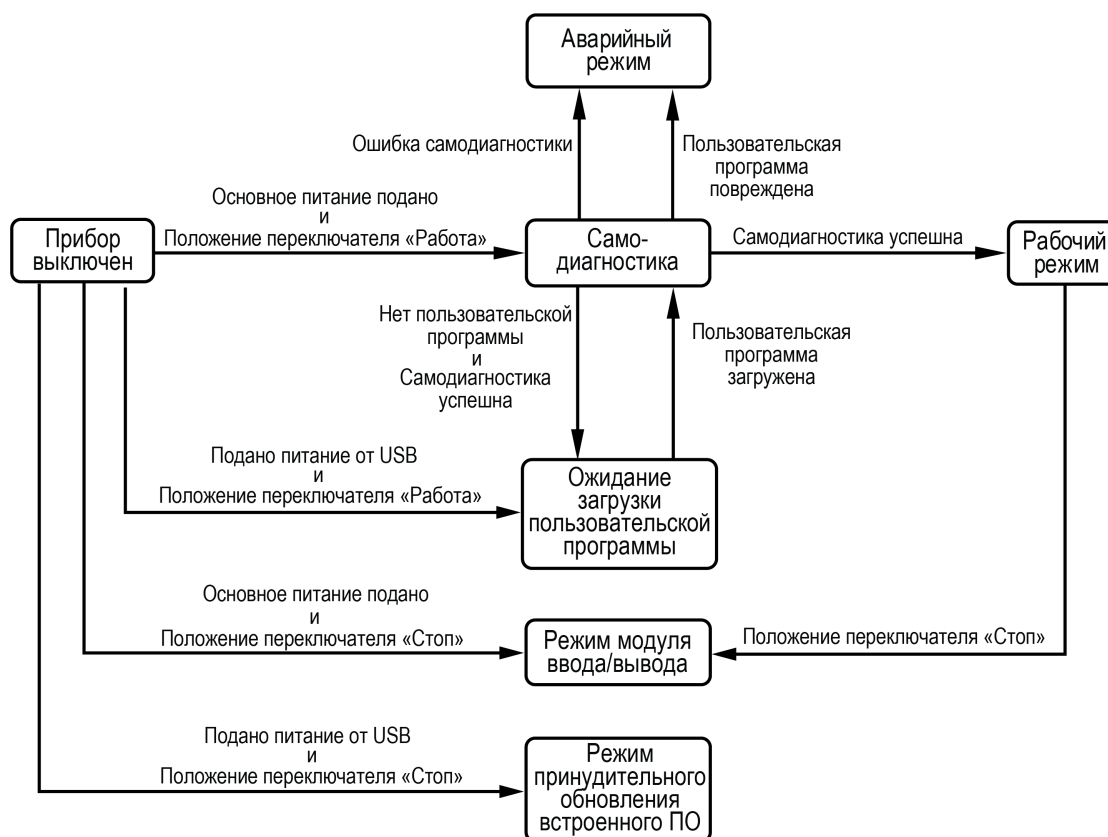 Аварийный
режим
Ошибка самодиагностики
Пользовательская
программа
повреждена
Основное питание подано
и
Положение переключателя «Работа»
Прибор
выключен
Само-
диагностика
Самодиагностика успешна
Рабочий
режим
Нет пользовательской
программы
и
Самодиагностика
успешна
Пользовательская
программа
загружена
Подано питание от USB
и
Положение переключателя «Работа»
Ожидание
загрузки
пользовательской
программы
Основное питание подано
и
Положение переключателя «Стоп»
Режим модуля
ввода/вывода
Положение переключателя «Стоп»
Подано питание от USB
и
Положение переключателя «Стоп»
Режим
принудительного
обновления
встроенного ПО